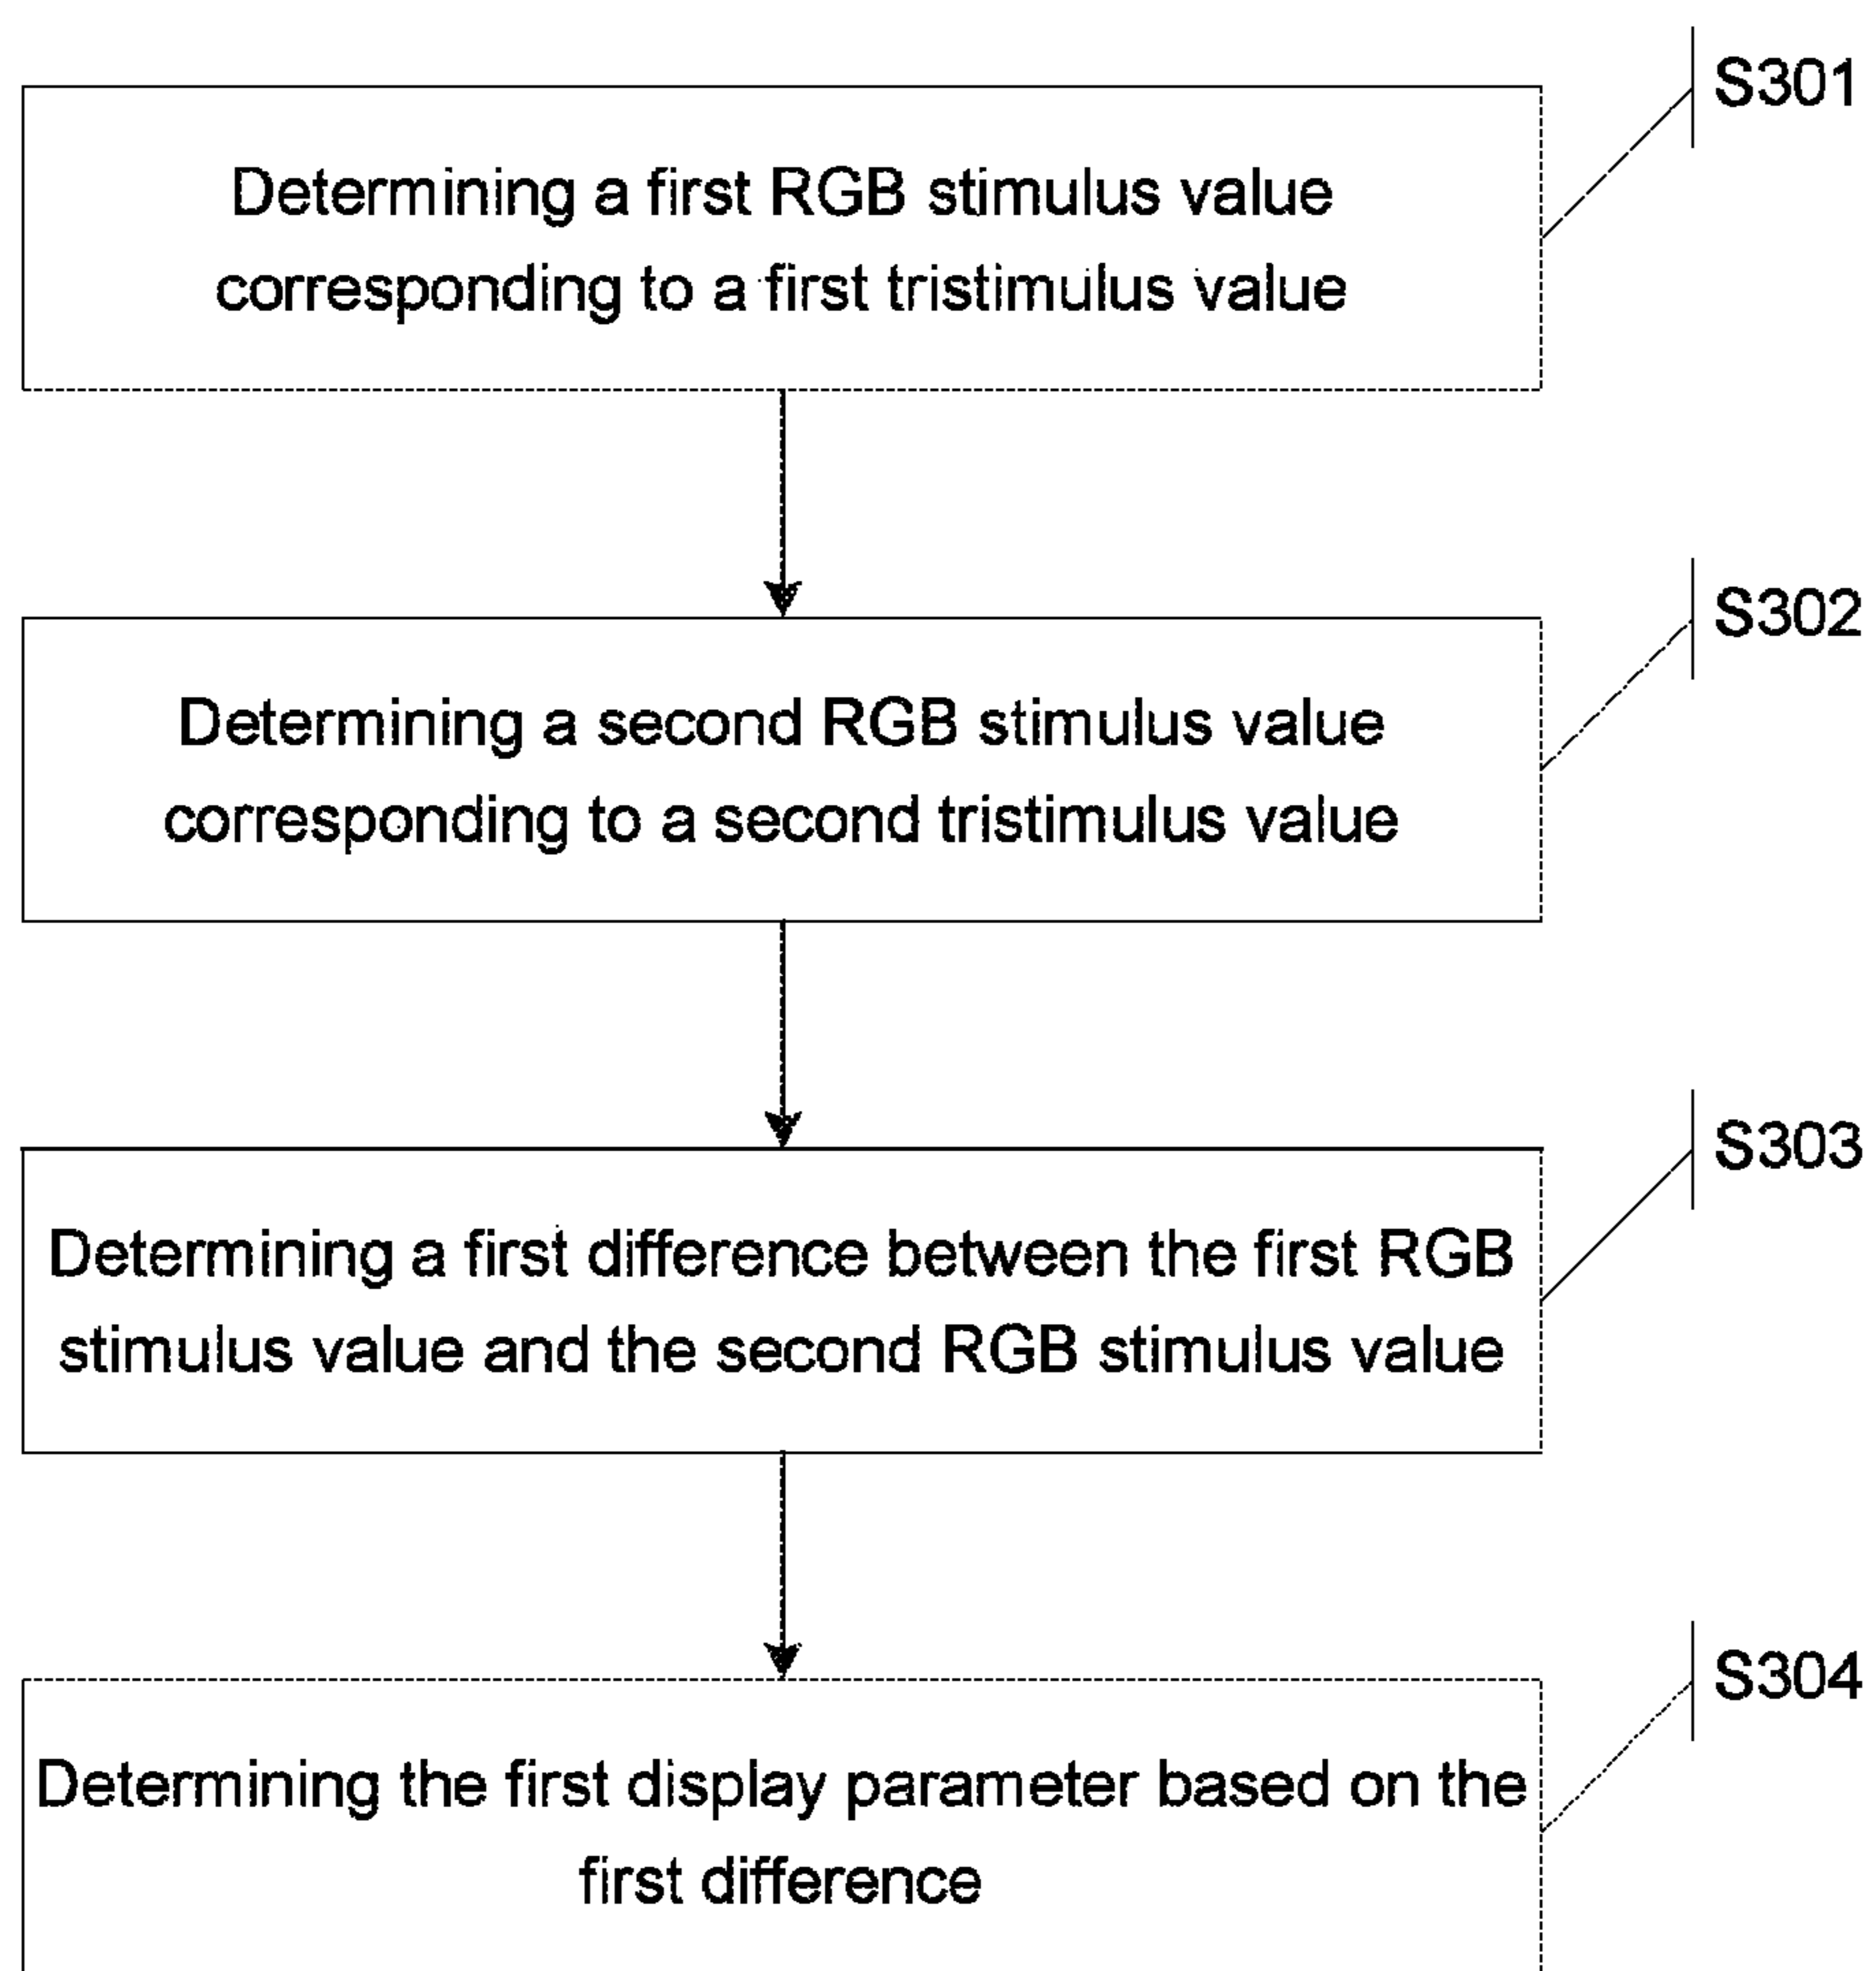 S301
Determining a first RGB stimulus value
corresponding to a first tristimulus value
S302
Determining a second RGB stimulus value
corresponding to a second tristimulus value
S303
Determining a first difference between the first RGB
stimulus value and the second RGB stimulus value
S304
Determining the first display parameter based on the
first difference